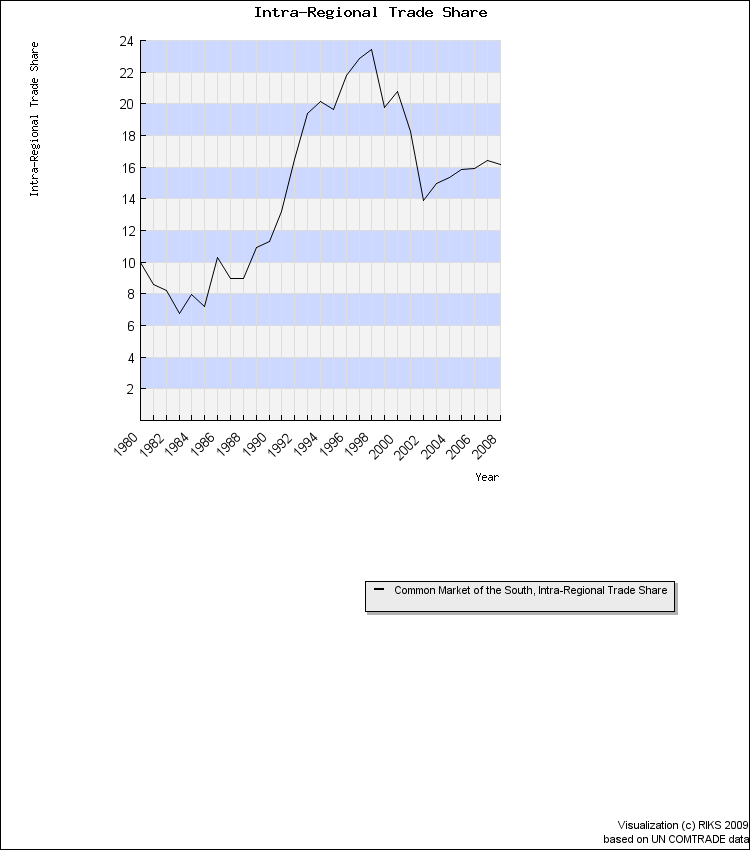 Intra-Regional Trade Share
Intra-Regional Trade Share
24
22
20
18
16
14
12
10
8
6
4
2
1980 1982 1984 1986 1988 1990 1992 1994 1996 1998 2000 2002 2004 2006 2008
Year
Common Market of the South, Intra-Regional Trade Share
Visualization (c) RIKS 2009
based on UN COMTRADE data